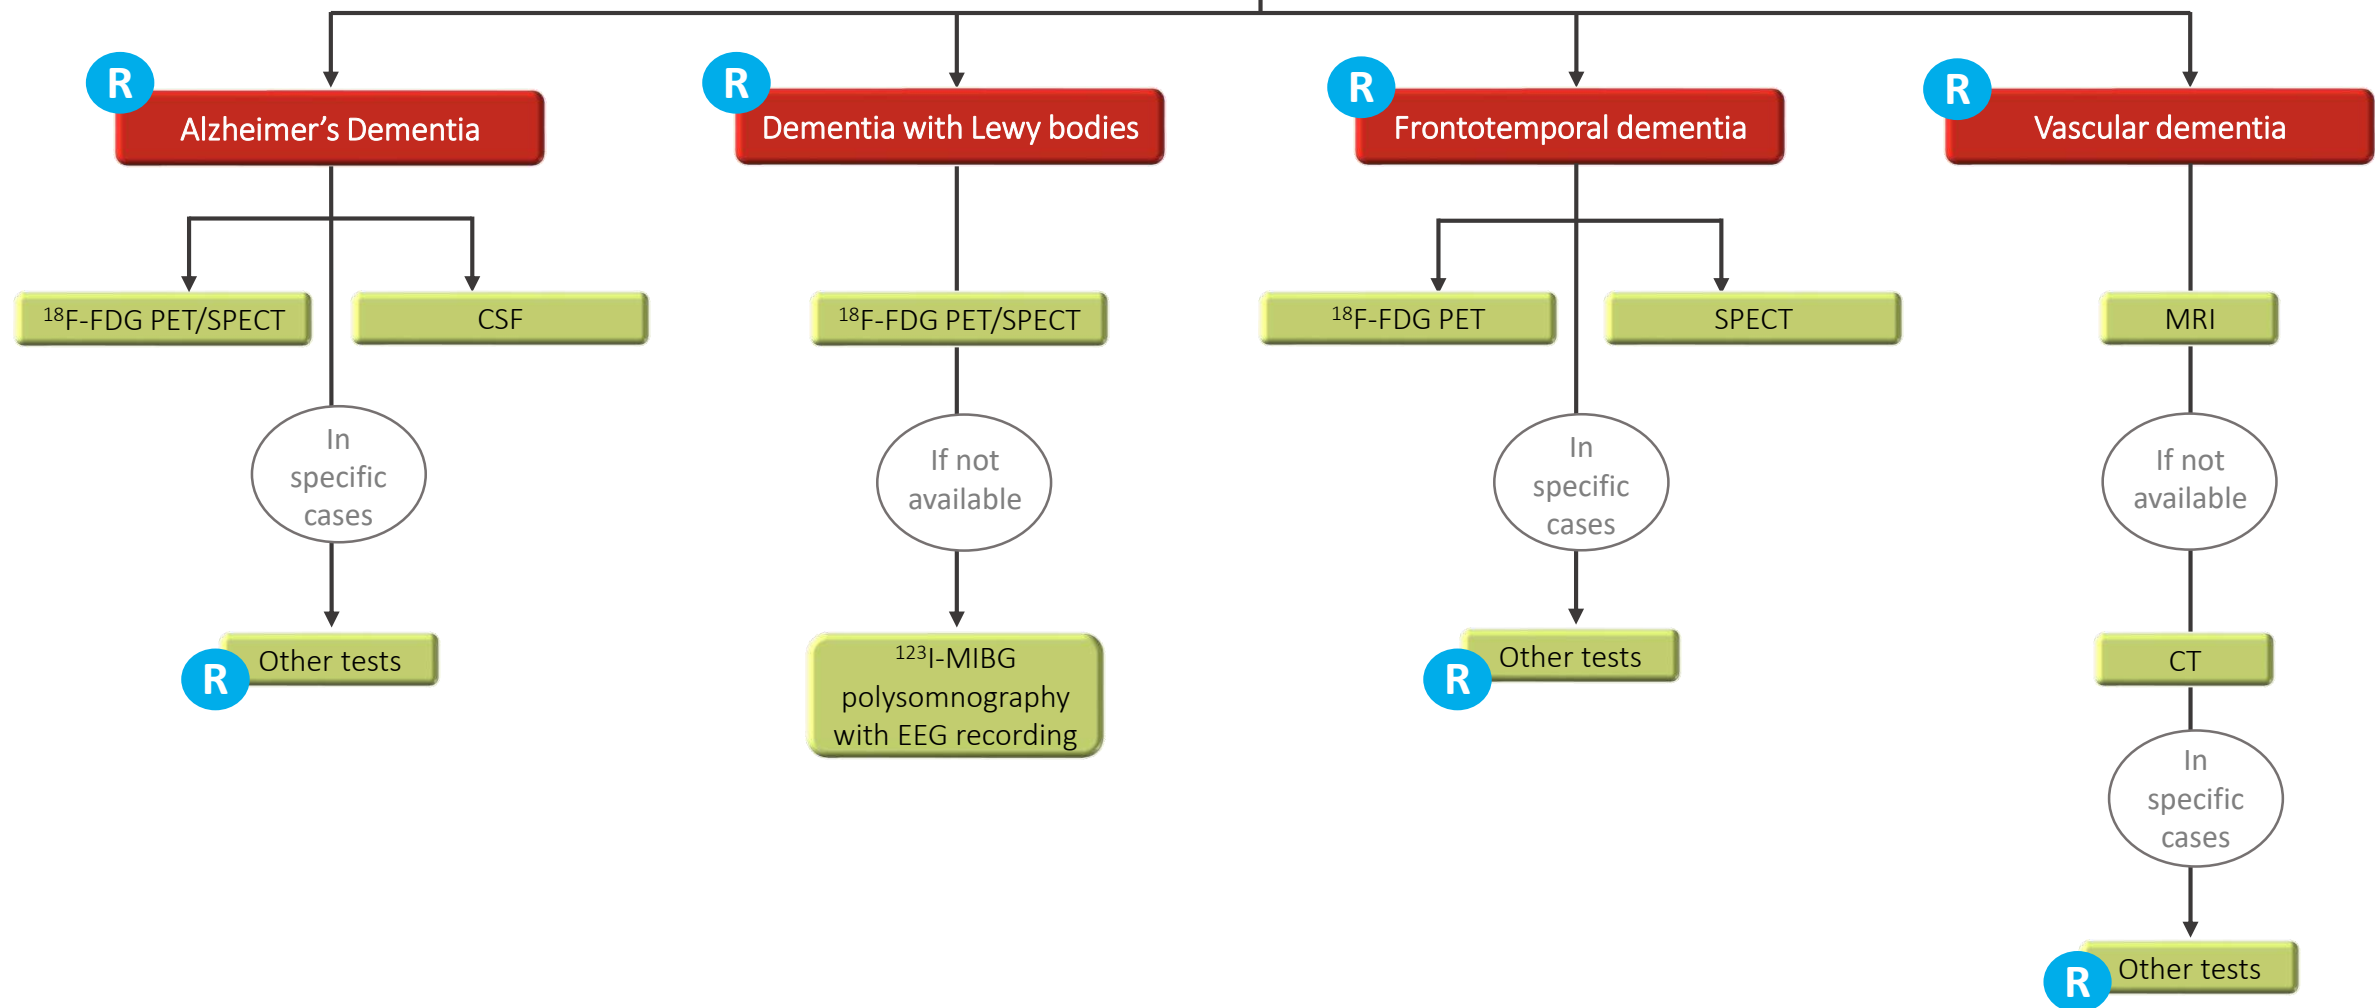 R
Alzheimer's Dementia
R
Dementia with Lewy bodies
R
Frontotemporal dementia
R
Vascular dementia
18F-FDG PET/SPECT
CSF
18F-FDG PET/SPECT
18F-FDG PET
SPECT
MRI
In
specific
cases
If not
available
In
specific
cases
If not
available
Other tests
R
123I-MIBG
polysomnography
with EEG recording
Other tests
R
CT
In
specific
cases
Other tests
R